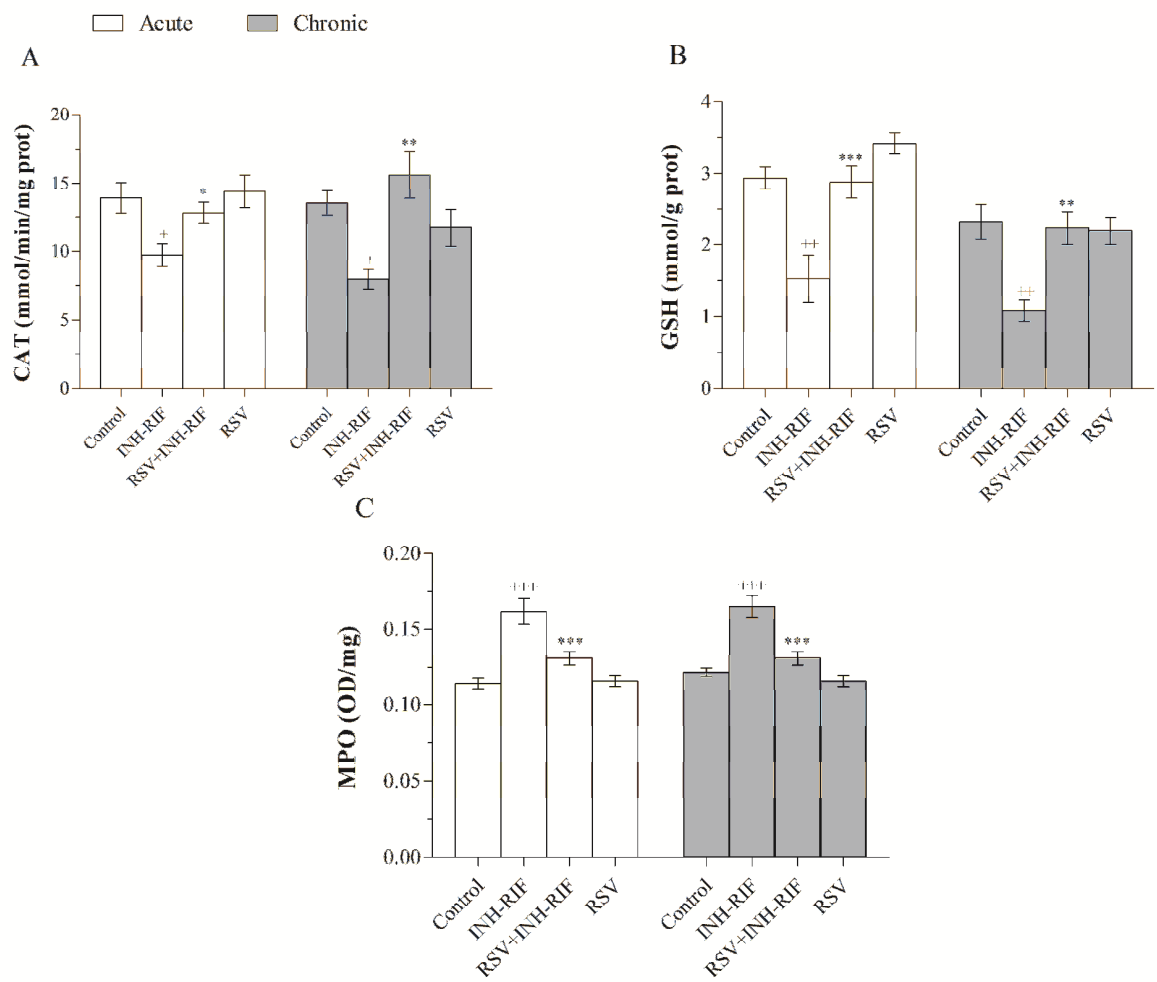 Acute Chronic
A
CAT (mmol/min/mg prot)
20
15
10
5
0
+
*
+
**
Control INH-RIF RSV+INH-RIF RSV Control INH-RIF RSV+INH-RIF RSV
B
GSH (mmol/g prot)
4
3
2
1
0
++
***
++
**
Control INH-RIF RSV+INH-RIF RSV Control INH-RIF RSV+INH-RIF RSV
C
MPO (OD/mg)
0.20
0.15
0.10
0.05
0.00
+++
***
+++
***
Control INH-RIF RSV+INH-RIF RSV Control INH-RIF RSV+INH-RIF RSV